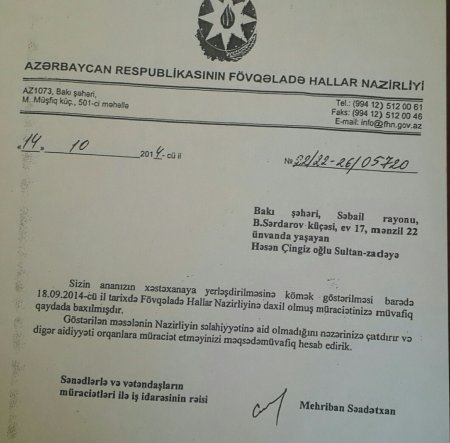 AZƏRBAYCAN RESPUBLİKASININ FÖVQƏLADƏ HALLAR NAZİRLİYİ
AZ1073, Bakı şəhəri,
M. Müşfiq küç., 501-ci məhəllə
Tel.: (994 12) 512 00 61
Faks: (994 12) 512 00 46
E-mail: info@fhn.gov.az
"14" 10 2014-cü il
№ 22/22-26/05720
Bakı şəhəri, Səbail rayonu,
B.Sərdarov küçəsi, ev 17, mənzil 22
ünvanda yaşayan
Həsən Çingiz oğlu Sultan-zadəyə
Sizin ananızın xəstəxanaya yerləşdirilməsinə kömək göstərilməsi barədə
18.09.2014-cü il tarixdə Fövqəladə Hallar Nazirliyinə daxil olmuş müraciətinizə müvafiq
qaydada baxılmışdır.
Göstərilən məsələnin Nazirliyin səlahiyyətinə aid olmadığını nəzərinizə çatdırır və
digər aidiyyəti orqanlara müraciət etməyinizi məqsədəmüvafiq hesab edirik.
Sənədlərlə və vətəndaşların
müraciətləri ilə iş idarəsinin rəisi
Mehriban Səadətxan